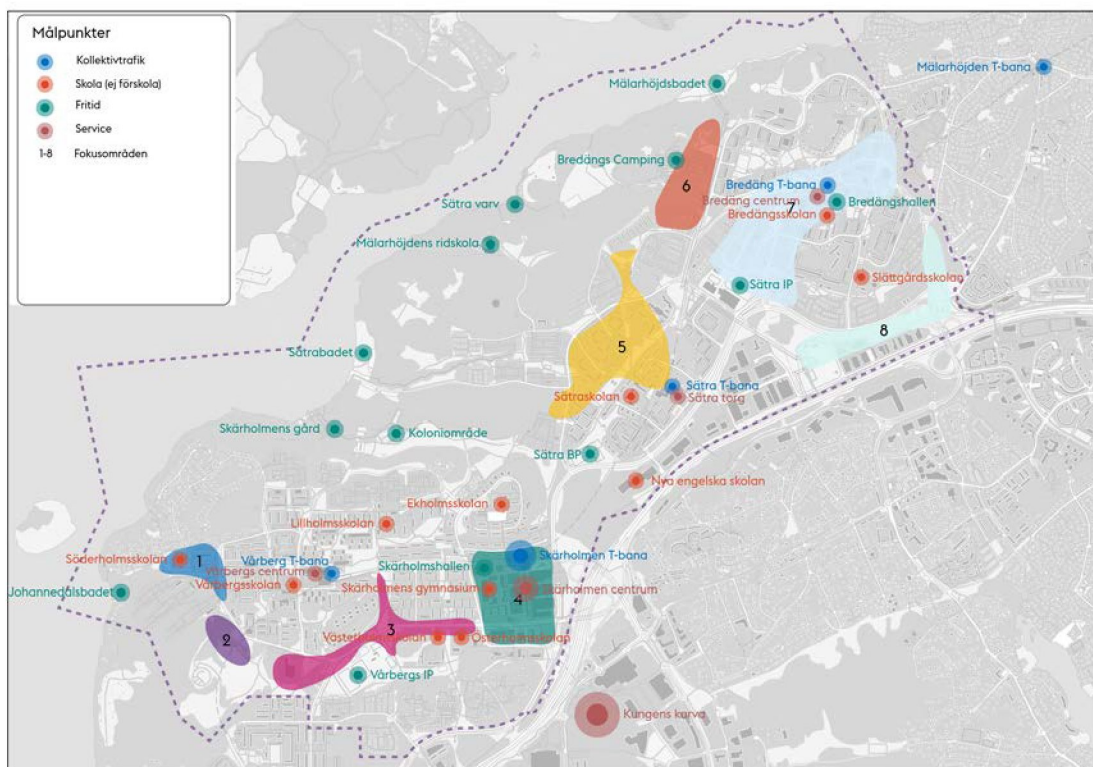 Målpunkter
Kollektivtrafik
Skola (ej förskola)
Fritid
Service
1-8 Fokusområden
Mälarhöjden T-bana
Mälarhöjdsbadet
Bredängs Camping
6
Bredäng T-bana
Bredäng centrum
Bredängshallen
7
Bredängsskolan
Sätra varv
Mälarhöjdens ridskola
Slättgårdsskolan
Sätra IP
8
5
Sätrabadet
Sätra T-bana
Sätraskolan
Sätra torg
Skärholmens gård
Koloniområde
Sätra BP
Nya engelska skolan
Ekholmsskolan
Lillholmsskolan
Söderholmsskolan
1
Vårberg T-bana
Skärholmen T-bana
Vårbergs centrum
Skärholmshallen
Vårbergsskolan
Skärholmens gymnasium
Skärholmen centrum
4
Johannedalsbadet
2
3
Västerholmsskolan
Österholmsskolan
Vårbergs IP
Kungens kurva